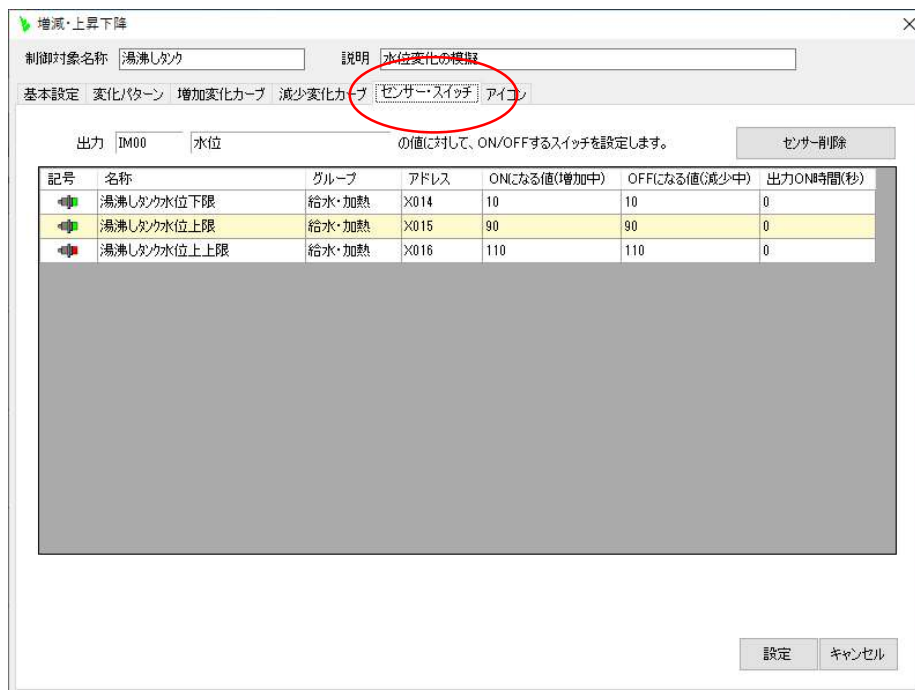 増減・上昇下降
制御対象名称 湯沸しタンク 説明 水位変化の模擬
基本設定 変化パターン 増加変化カーブ 減少変化カーブ センサー・スイッチ アイコン
出力 IM00 水位 の値に対して、ON/OFFするスイッチを設定します。 センサー削除
記号 名称 グループ アドレス ONになる値(増加中) OFFになる値(減少中) 出力ON時間(秒)
湯沸しタンク水位下限 給水・加熱 X014 10 10 0
湯沸しタンク水位上限 給水・加熱 X015 90 90 0
湯沸しタンク水位上上限 給水・加熱 X016 110 110 0
設定 キャンセル